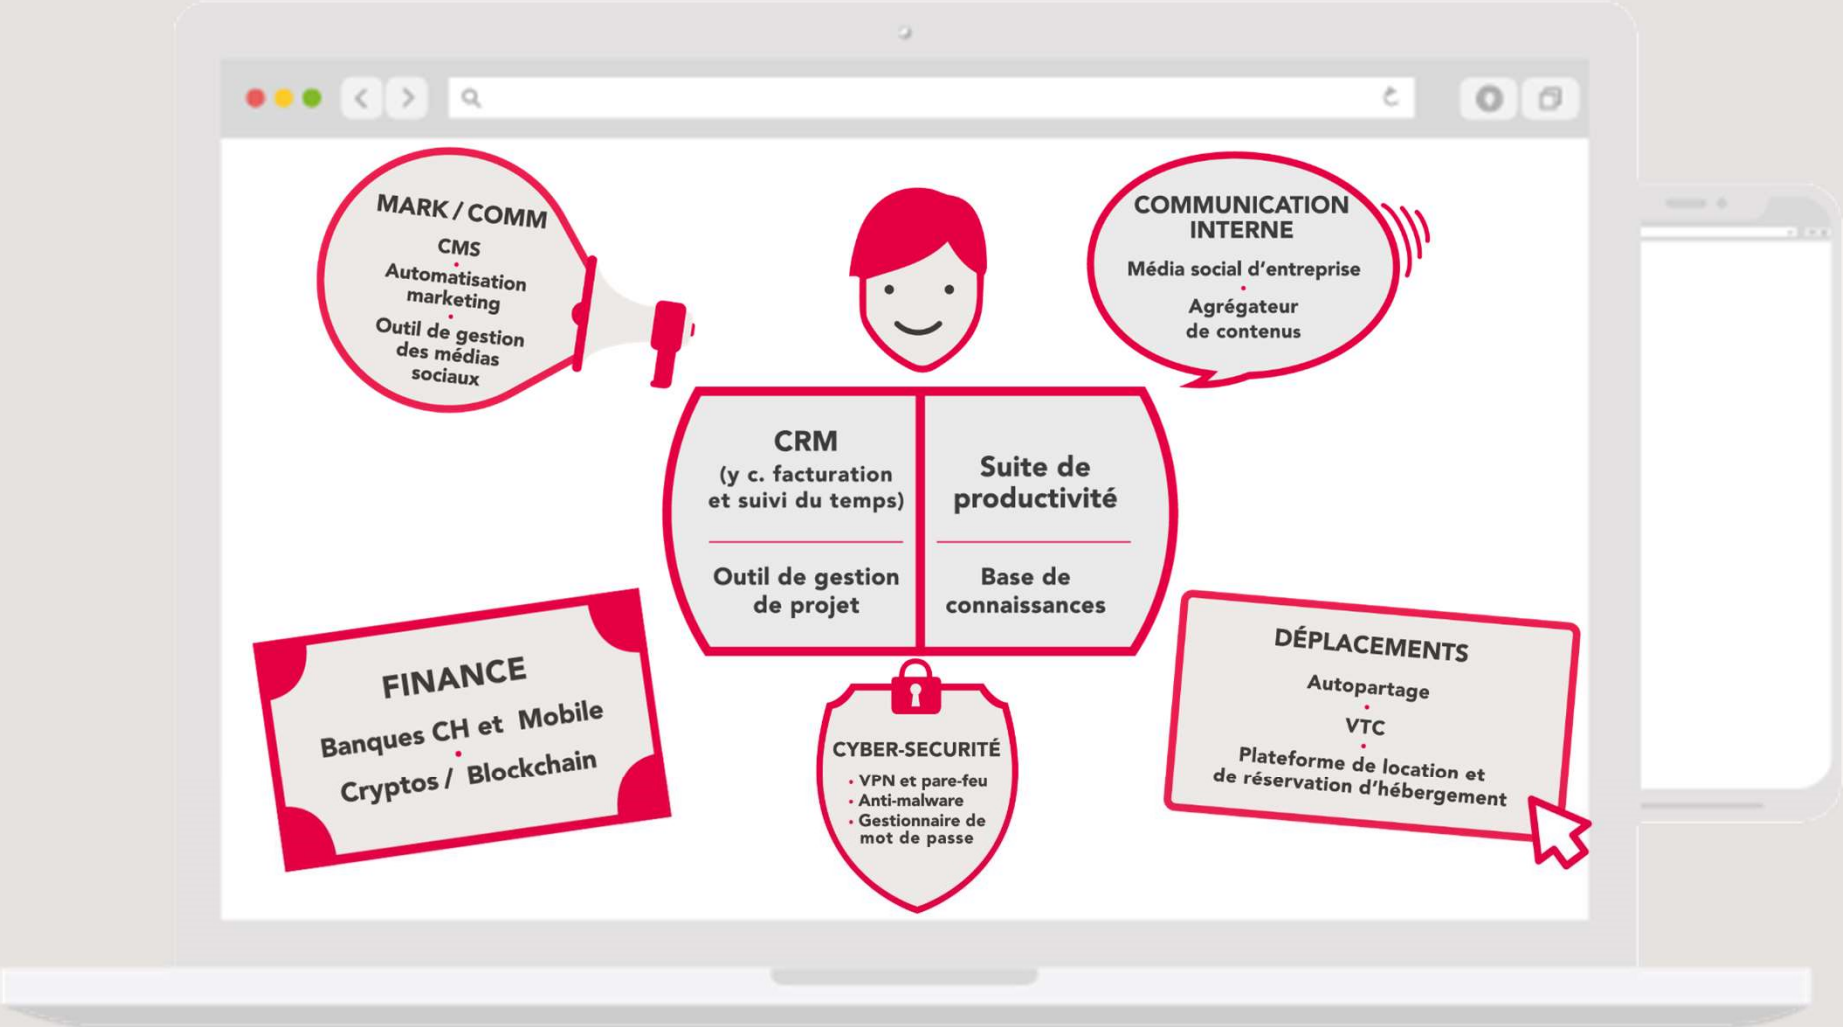 MARK / COMM
CMS
•
Automatisation
marketing
•
Outil de gestion
des médias
sociaux
COMMUNICATION
INTERNE
Média social d'entreprise
•
Agrégateur
de contenus
CRM
(y c. facturation
et suivi du temps)
Outil de gestion
de projet
Suite de
productivité
Base de
connaissances
FINANCE
Banques CH et Mobile
•
Cryptos / Blockchain
CYBER-SECURITÉ
• VPN et pare-feu
• Anti-malware
• Gestionnaire de
mot de passe
DÉPLACEMENTS
Autopartage
•
VTC
•
Plateforme de location et
de réservation d'hébergement